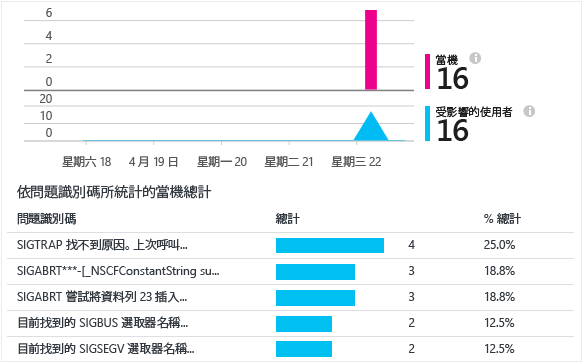 6
4
2
0
20
10
0
星期六 18
4 月 19 日
星期一 20
星期二 21
星期三 22
當機
16
受影響的使用者
16
依問題識別碼所統計的當機總計
問題識別碼 總計 % 總計
SIGTRAP 找不到原因。上次呼叫... 4 25.0%
SIGABRT***-[_NSCFConstantString su... 3 18.8%
SIGABRT 嘗試將資料列 23 插入... 3 18.8%
目前找到的 SIGBUS 選取器名稱... 2 12.5%
目前找到的 SIGSEGV 選取器名稱... 2 12.5%